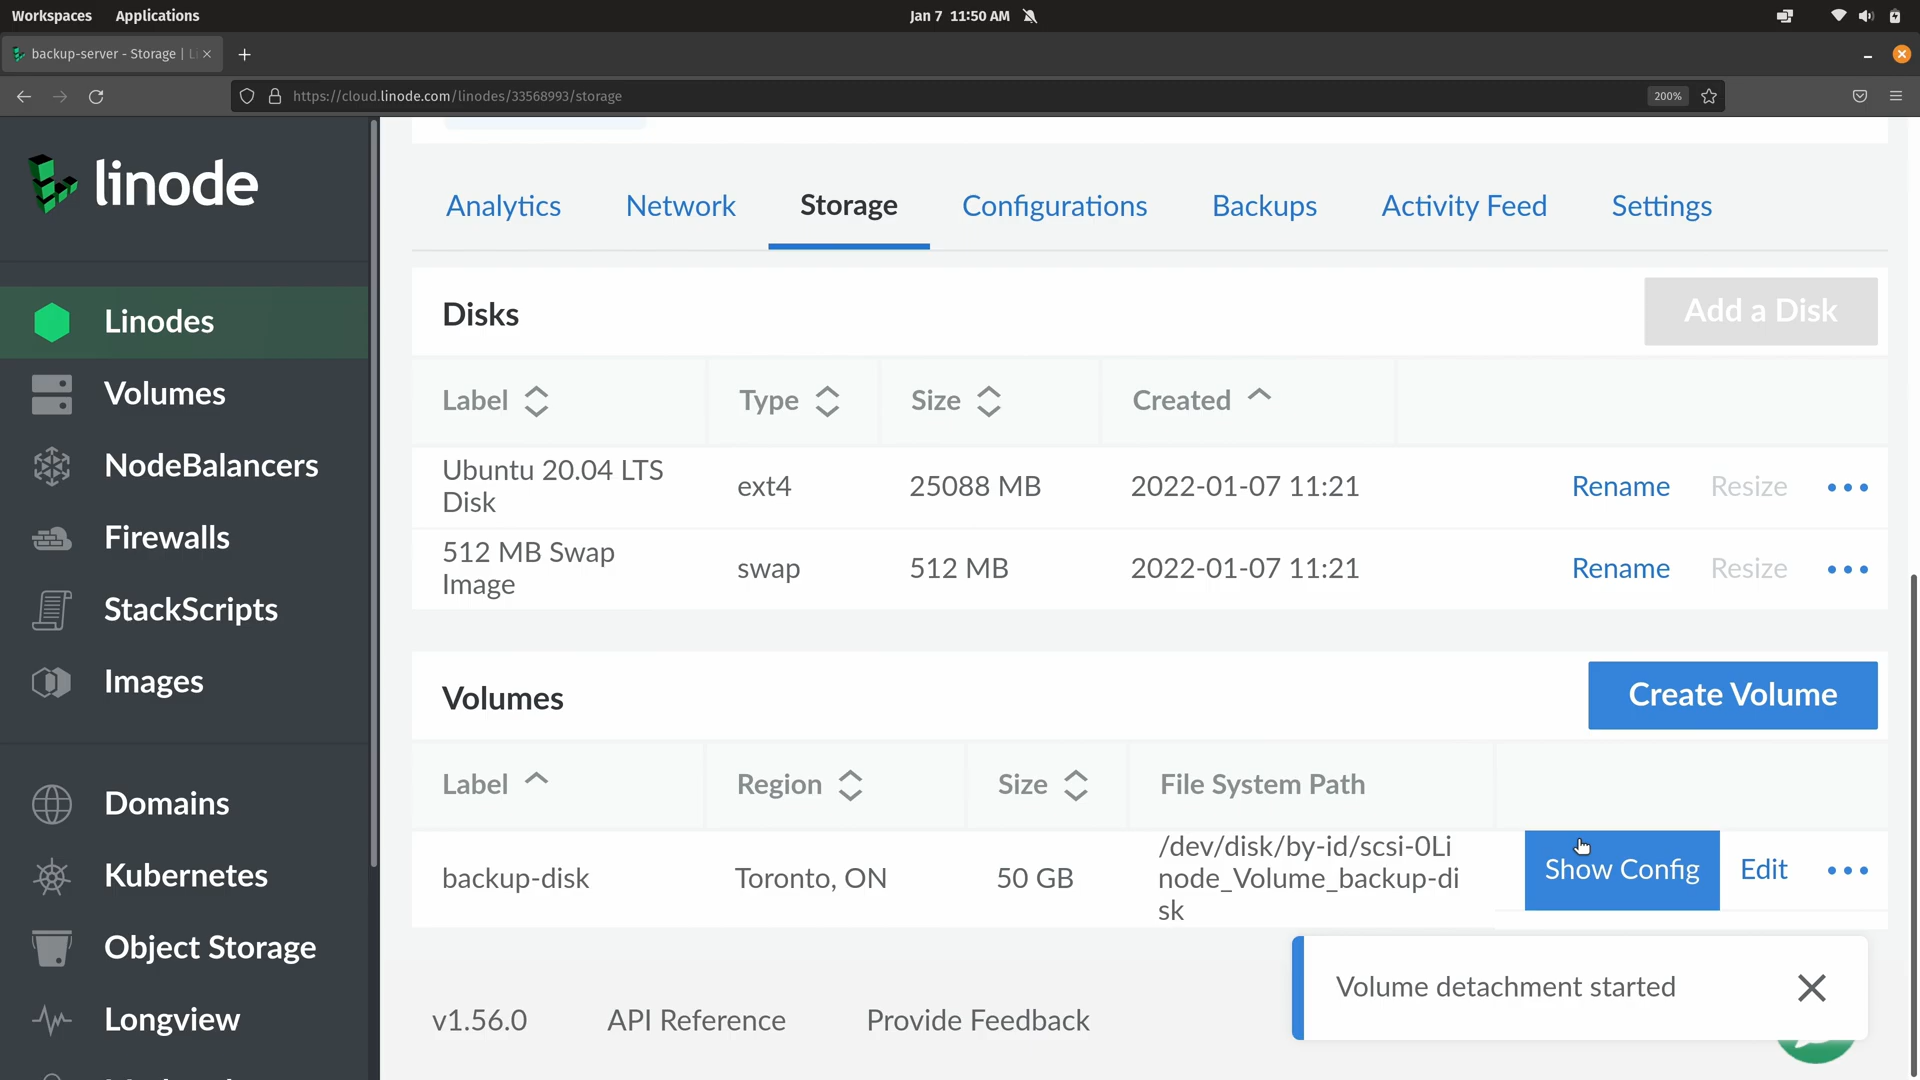 Workspaces Applications Jan 7 11:50 AM
backup-server - Storage | L
https://cloud.linode.com/linodes/33568993/storage 200%
linode
Linodes
Volumes
NodeBalancers
Firewalls
StackScripts
Images
Domains
Kubernetes
Object Storage
Longview
Analytics Network Storage Configurations Backups Activity Feed Settings
Disks Add a Disk
Label Type Size Created
Ubuntu 20.04 LTS
Disk ext4 25088 MB 2022-01-07 11:21 Rename Resize
512 MB Swap
Image swap 512 MB 2022-01-07 11:21 Rename Resize
Volumes Create Volume
Label Region Size File System Path
backup-disk Toronto, ON 50 GB /dev/disk/by-id/scsi-0Li
node_Volume_backup-di
sk
Show Config Edit
Volume detachment started
v1.56.0 API Reference Provide Feedback